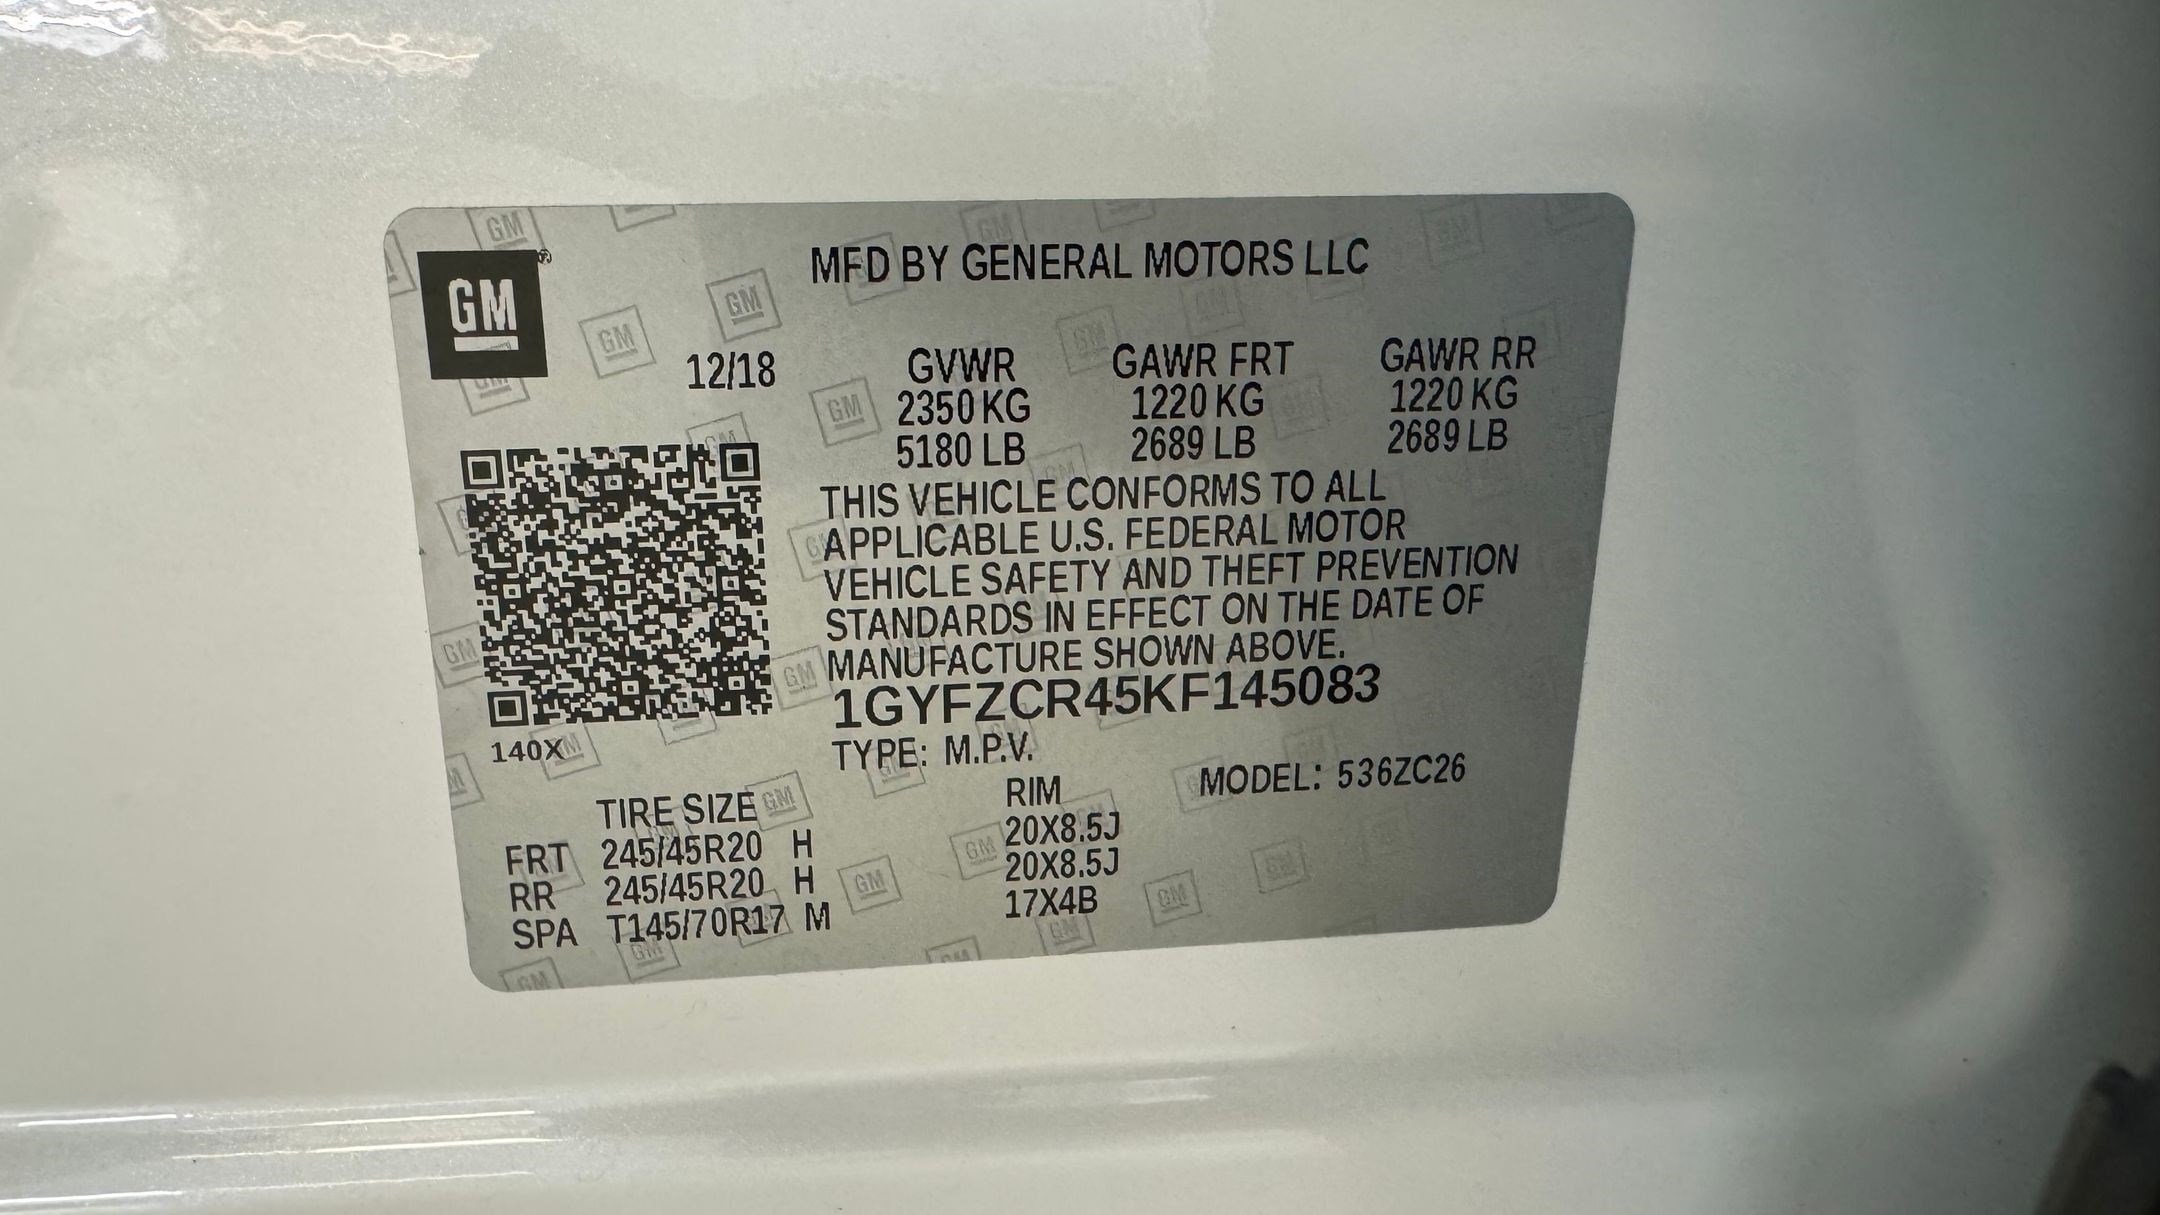 GM
MFD BY GENERAL MOTORS LLC
12/18 GVWR GAWR FRT GAWR RR
2350 KG 1220 KG 1220 KG
5180 LB 2689 LB 2689 LB
THIS VEHICLE CONFORMS TO ALL
APPLICABLE U.S. FEDERAL MOTOR
VEHICLE SAFETY AND THEFT PREVENTION
STANDARDS IN EFFECT ON THE DATE OF
MANUFACTURE SHOWN ABOVE.
1GYFZCR45KF145083
140X
TYPE: M.P.V.
MODEL: 536ZC26
TIRE SIZE RIM
FRT 245/45R20 H 20X8.5J
RR 245/45R20 H 20X8.5J
SPA T145/70R17 M 17X4B